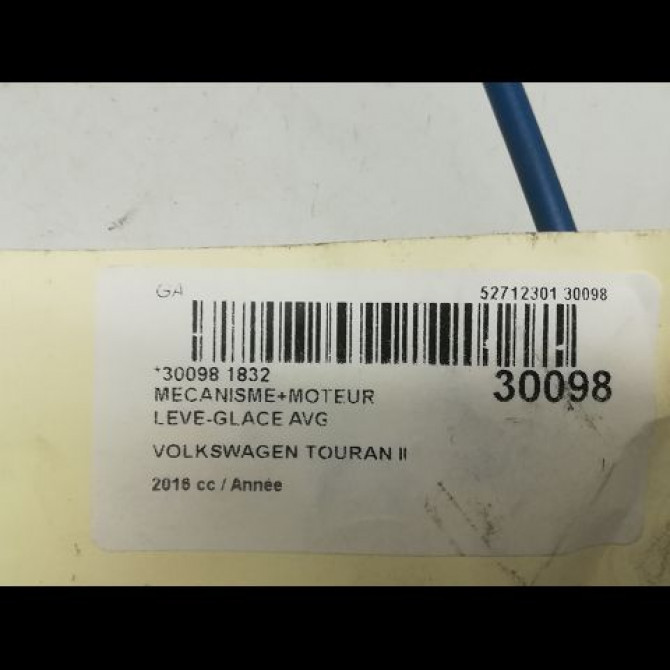 GA
52712301 30098
*30098 1832
30098
MECANISME+MOTEUR
LEVE-GLACE AVG
VOLKSWAGEN TOURAN II
2016 cc / Année